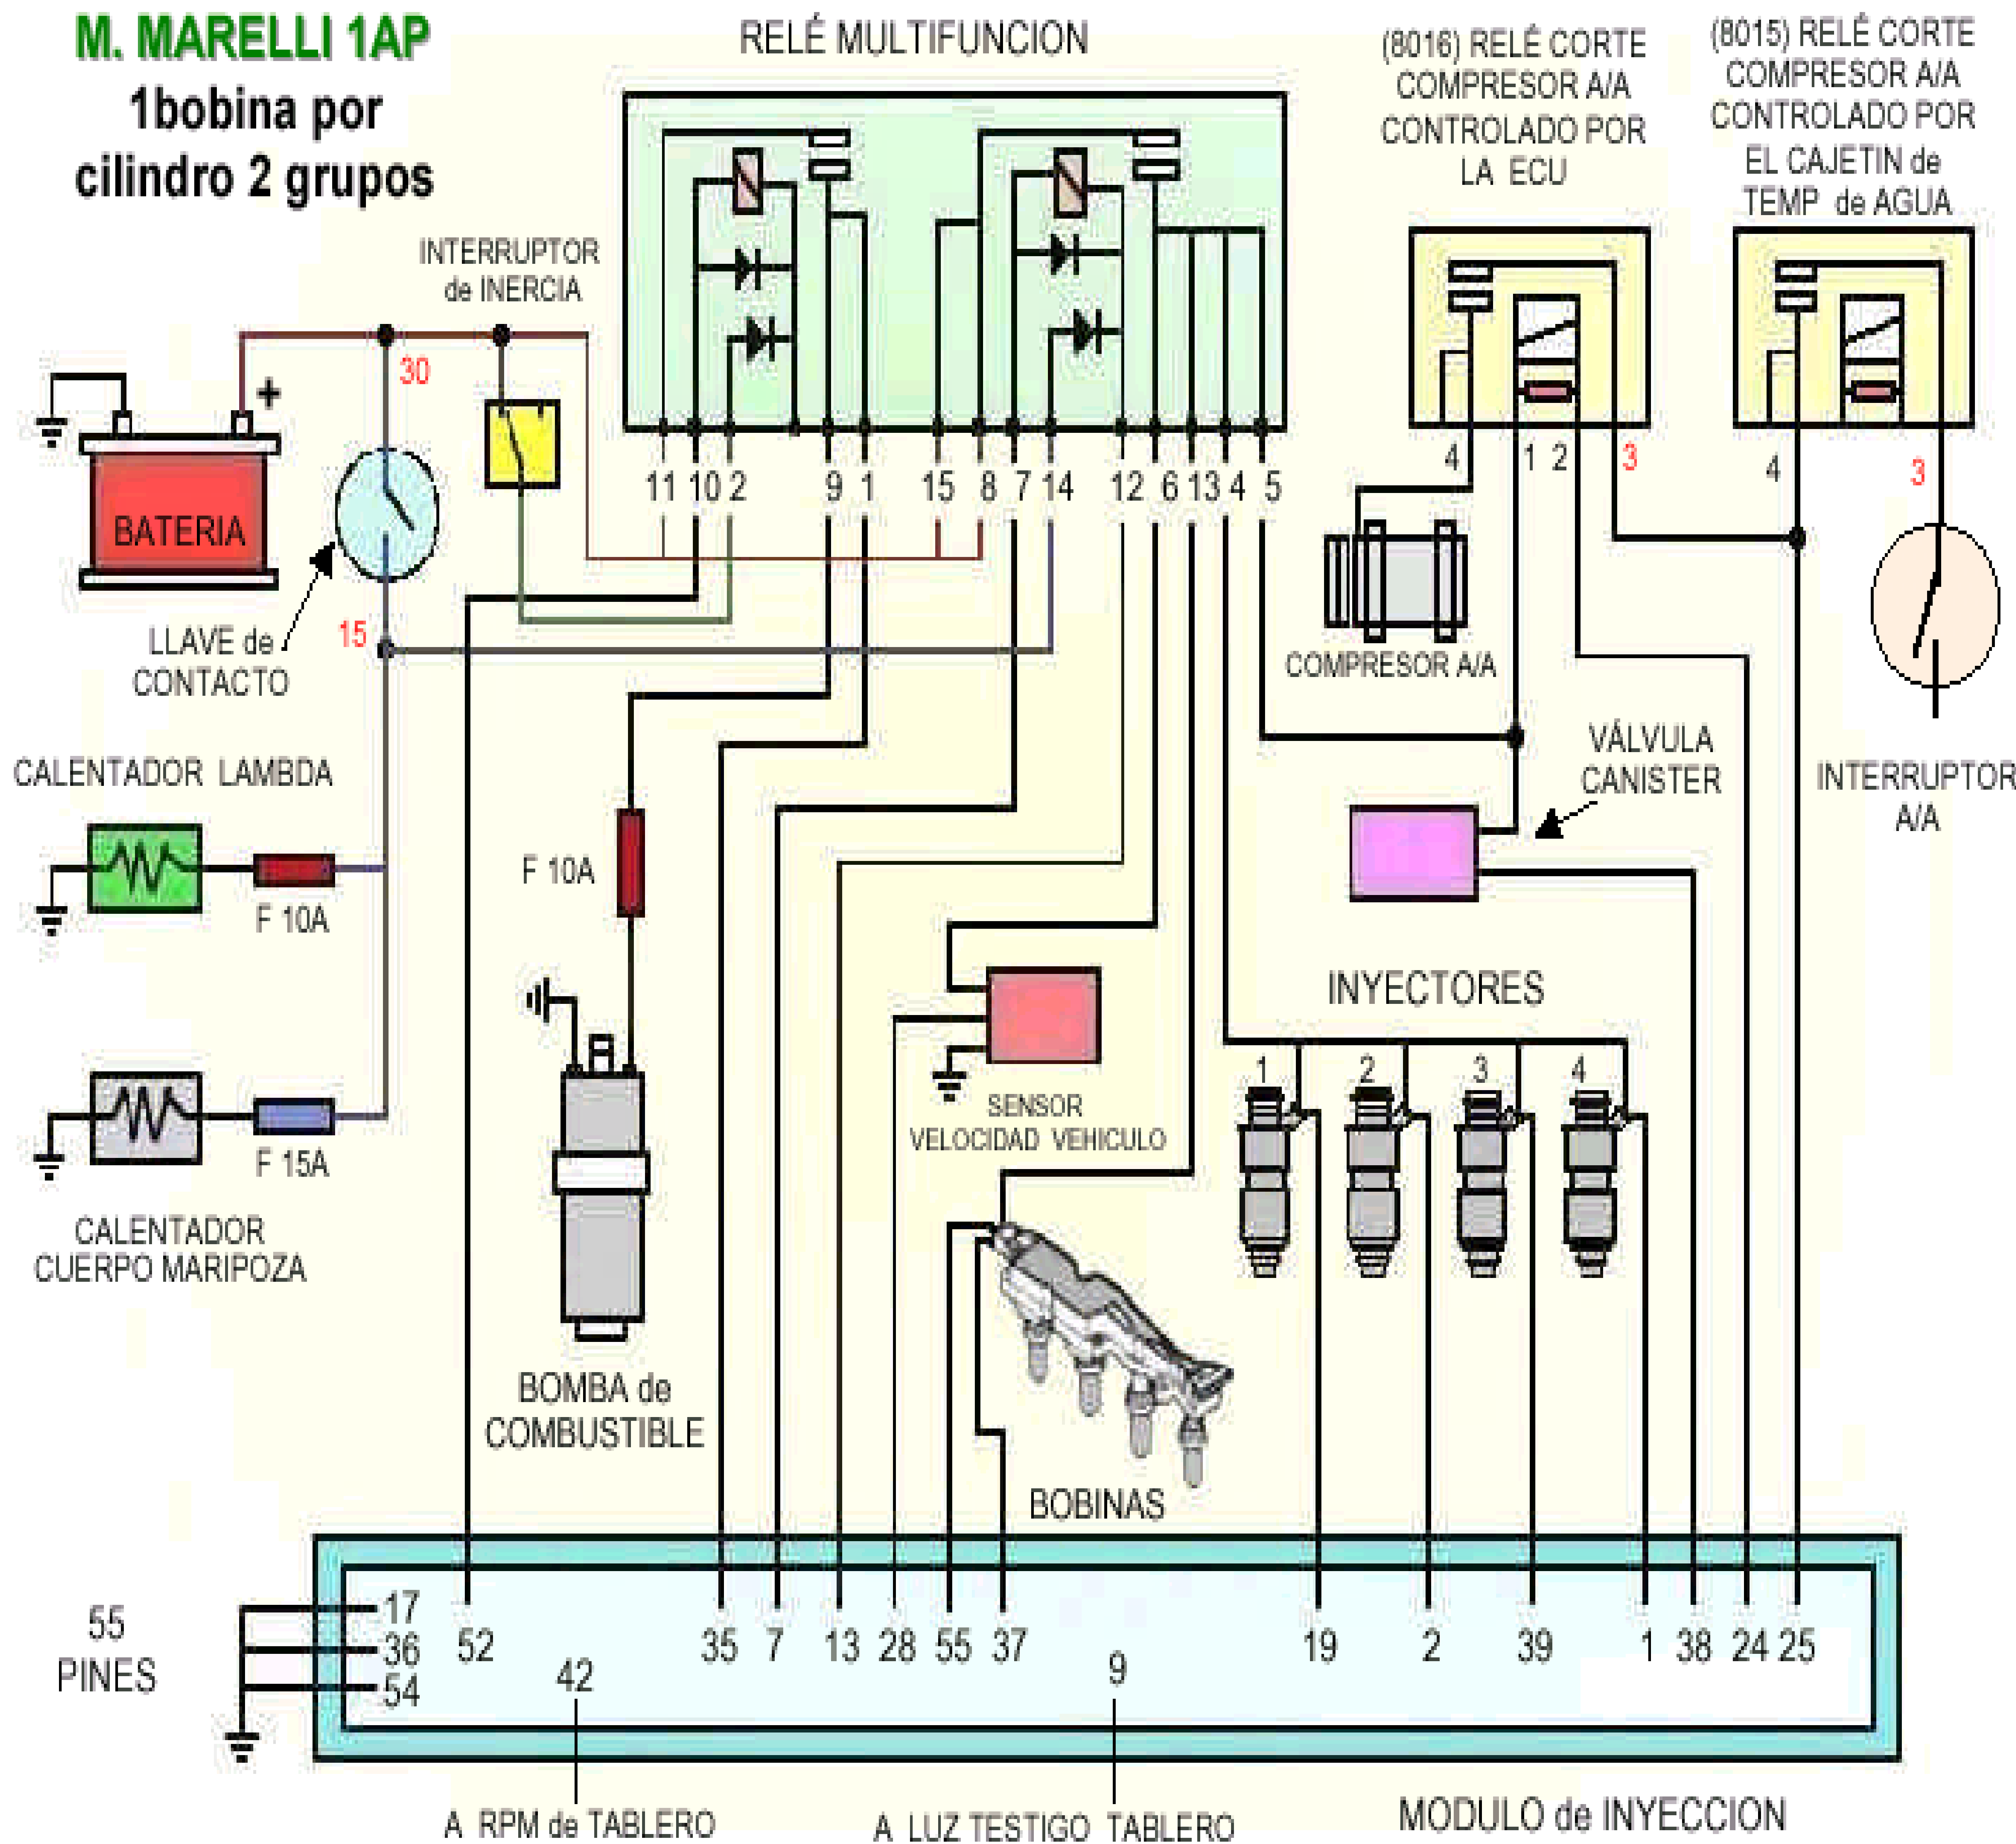 M. MARELLI 1AP
1bobina por
cilindro 2 grupos
RELÉ MULTIFUNCION
(8016) RELÉ CORTE
COMPRESOR A/A
CONTROLADO POR
LA ECU
(8015) RELÉ CORTE
COMPRESOR A/A
CONTROLADO POR
EL CAJETIN de
TEMP de AGUA
INTERRUPTOR
de INERCIA
30
+
BATERIA
15
LLAVE de
CONTACTO
11 10 2 9 1 15 8 7 14 12 6 13 4 5
4 1 2 3
4 3
COMPRESOR A/A
VÁLVULA
CANISTER
INTERRUPTOR
A/A
CALENTADOR LAMBDA
F 10A
F 10A
F 15A
CALENTADOR
CUERPO MARIPOZA
SENSOR
VELOCIDAD VEHICULO
INYECTORES
1 2 3 4
BOMBA de
COMBUSTIBLE
BOBINAS
55
PINES
17
36
54
52 35 7 13 28 55 37 19 2 39 1 38 24 25
42 9
A RPM de TABLERO
A LUZ TESTIGO TABLERO
MODULO de INYECCION